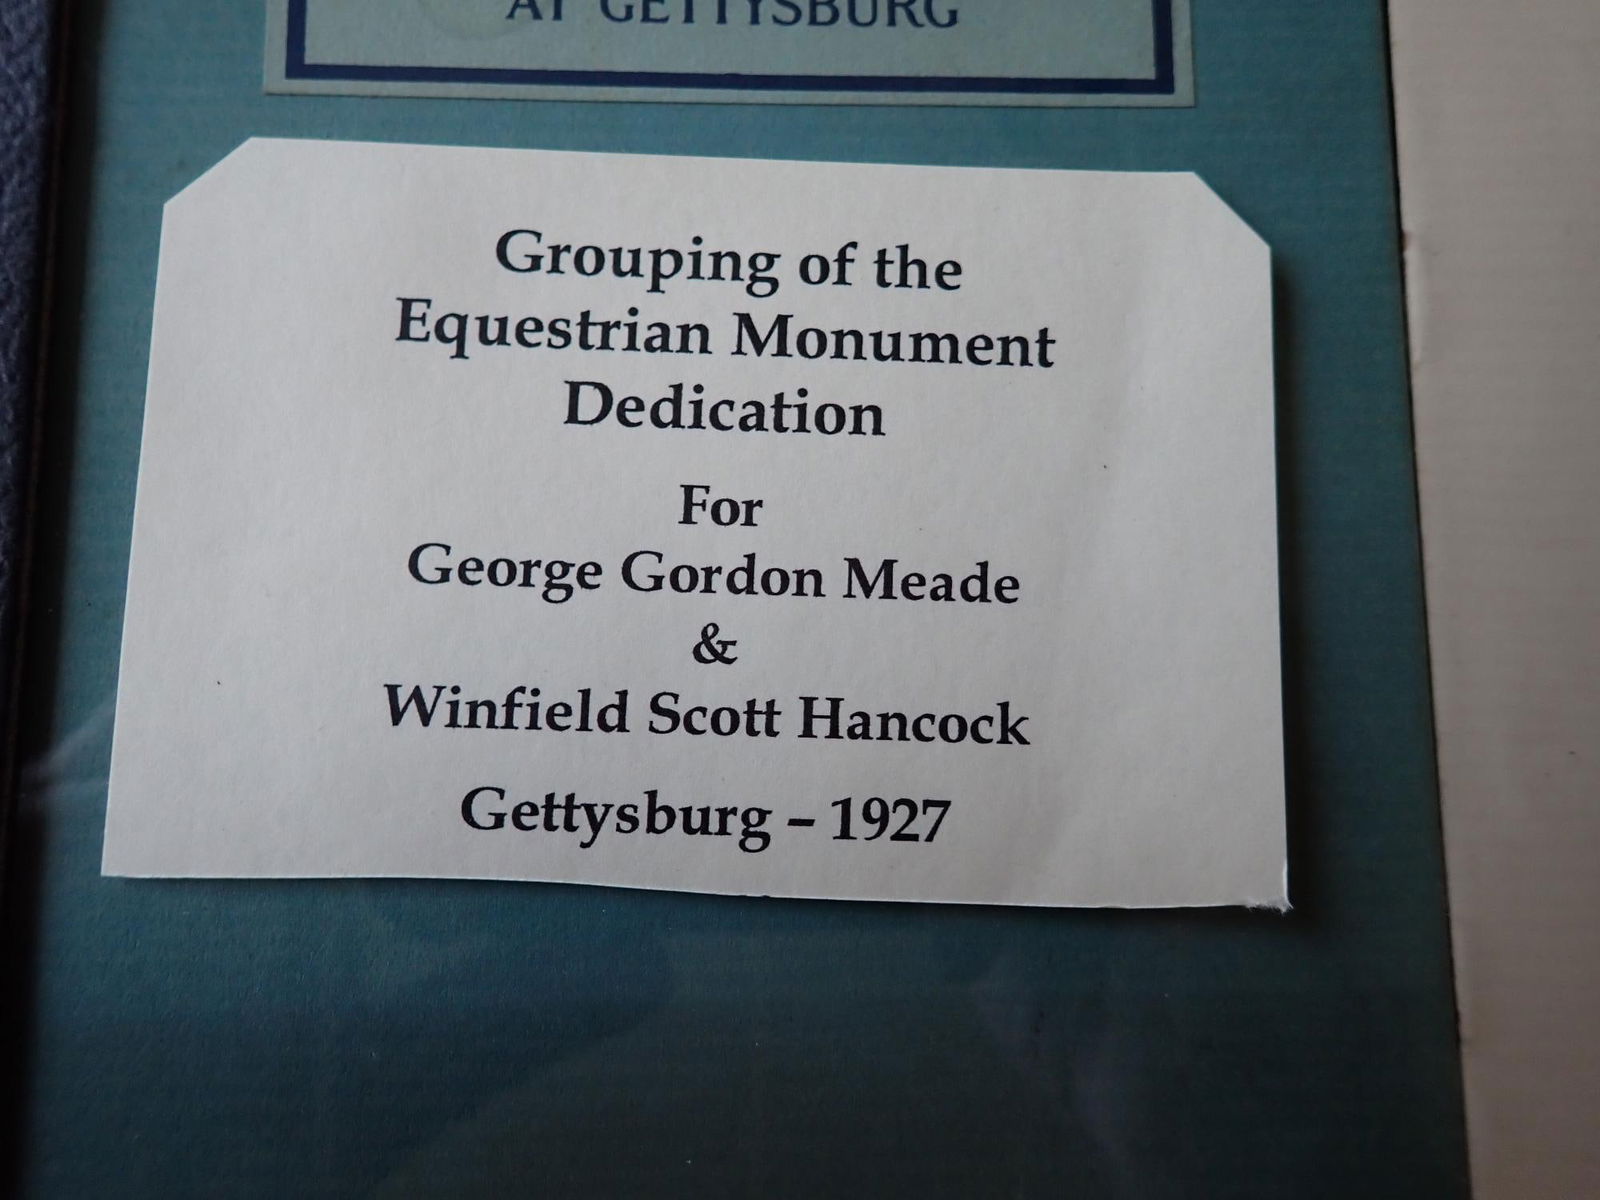 AT GETTYSBURG
Grouping of the
Equestrian Monument
Dedication
For
George Gordon Meade
&
Winfield Scott Hancock
Gettysburg – 1927